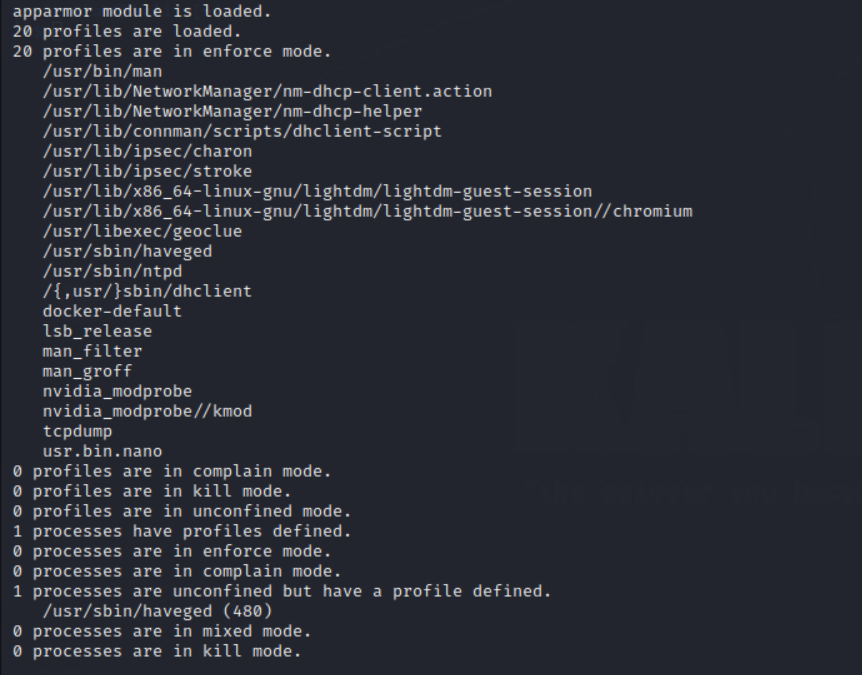 apparmor module is loaded.
20 profiles are loaded.
20 profiles are in enforce mode.
/usr/bin/man
/usr/lib/NetworkManager/nm-dhcp-client.action
/usr/lib/NetworkManager/nm-dhcp-helper
/usr/lib/connman/scripts/dhclient-script
/usr/lib/ipsec/charon
/usr/lib/ipsec/stroke
/usr/lib/x86_64-linux-gnu/lightdm/lightdm-guest-session
/usr/lib/x86_64-linux-gnu/lightdm/lightdm-guest-session//chromium
/usr/libexec/geoclue
/usr/sbin/haveged
/usr/sbin/ntpd
/{,usr/}sbin/dhclient
docker-default
lsb_release
man_filter
man_groff
nvidia_modprobe
nvidia_modprobe//kmod
tcpdump
usr.bin.nano
0 profiles are in complain mode.
0 profiles are in kill mode.
0 profiles are in unconfined mode.
1 processes have profiles defined.
0 processes are in enforce mode.
0 processes are in complain mode.
1 processes are unconfined but have a profile defined.
/usr/sbin/haveged (480)
0 processes are in mixed mode.
0 processes are in kill mode.